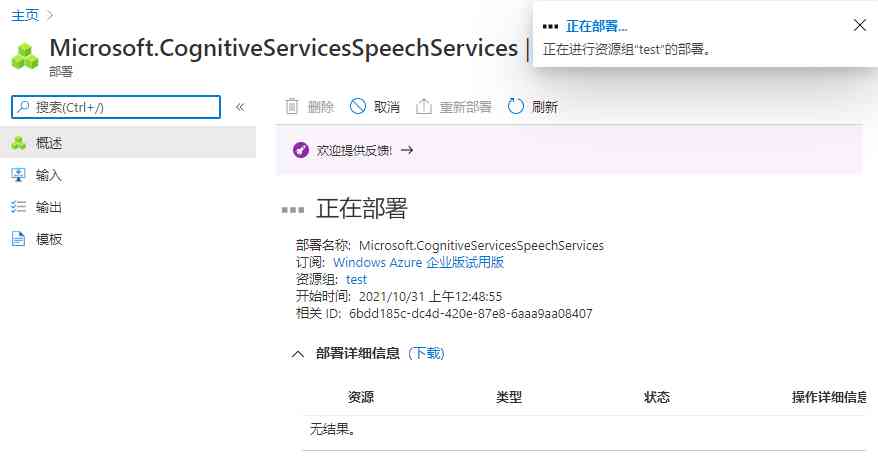 主页
Microsoft.CognitiveServicesSpeechServices |
部署
正在部署...
正在进行资源组“test”的部署。
搜索(Ctrl+/)
«
删除
取消
重新部署
刷新
概述
输入
输出
模板
欢迎提供反馈!
正在部署
部署名称: Microsoft.CognitiveServicesSpeechServices
订阅: Windows Azure 企业版试用版
资源组: test
开始时间: 2021/10/31 上午12:48:55
相关 ID: 6bdd185c-dc4d-420e-87e8-6aaa9aa08407
部署详细信息 (下载)
资源 类型 状态 操作详细信息
无结果。